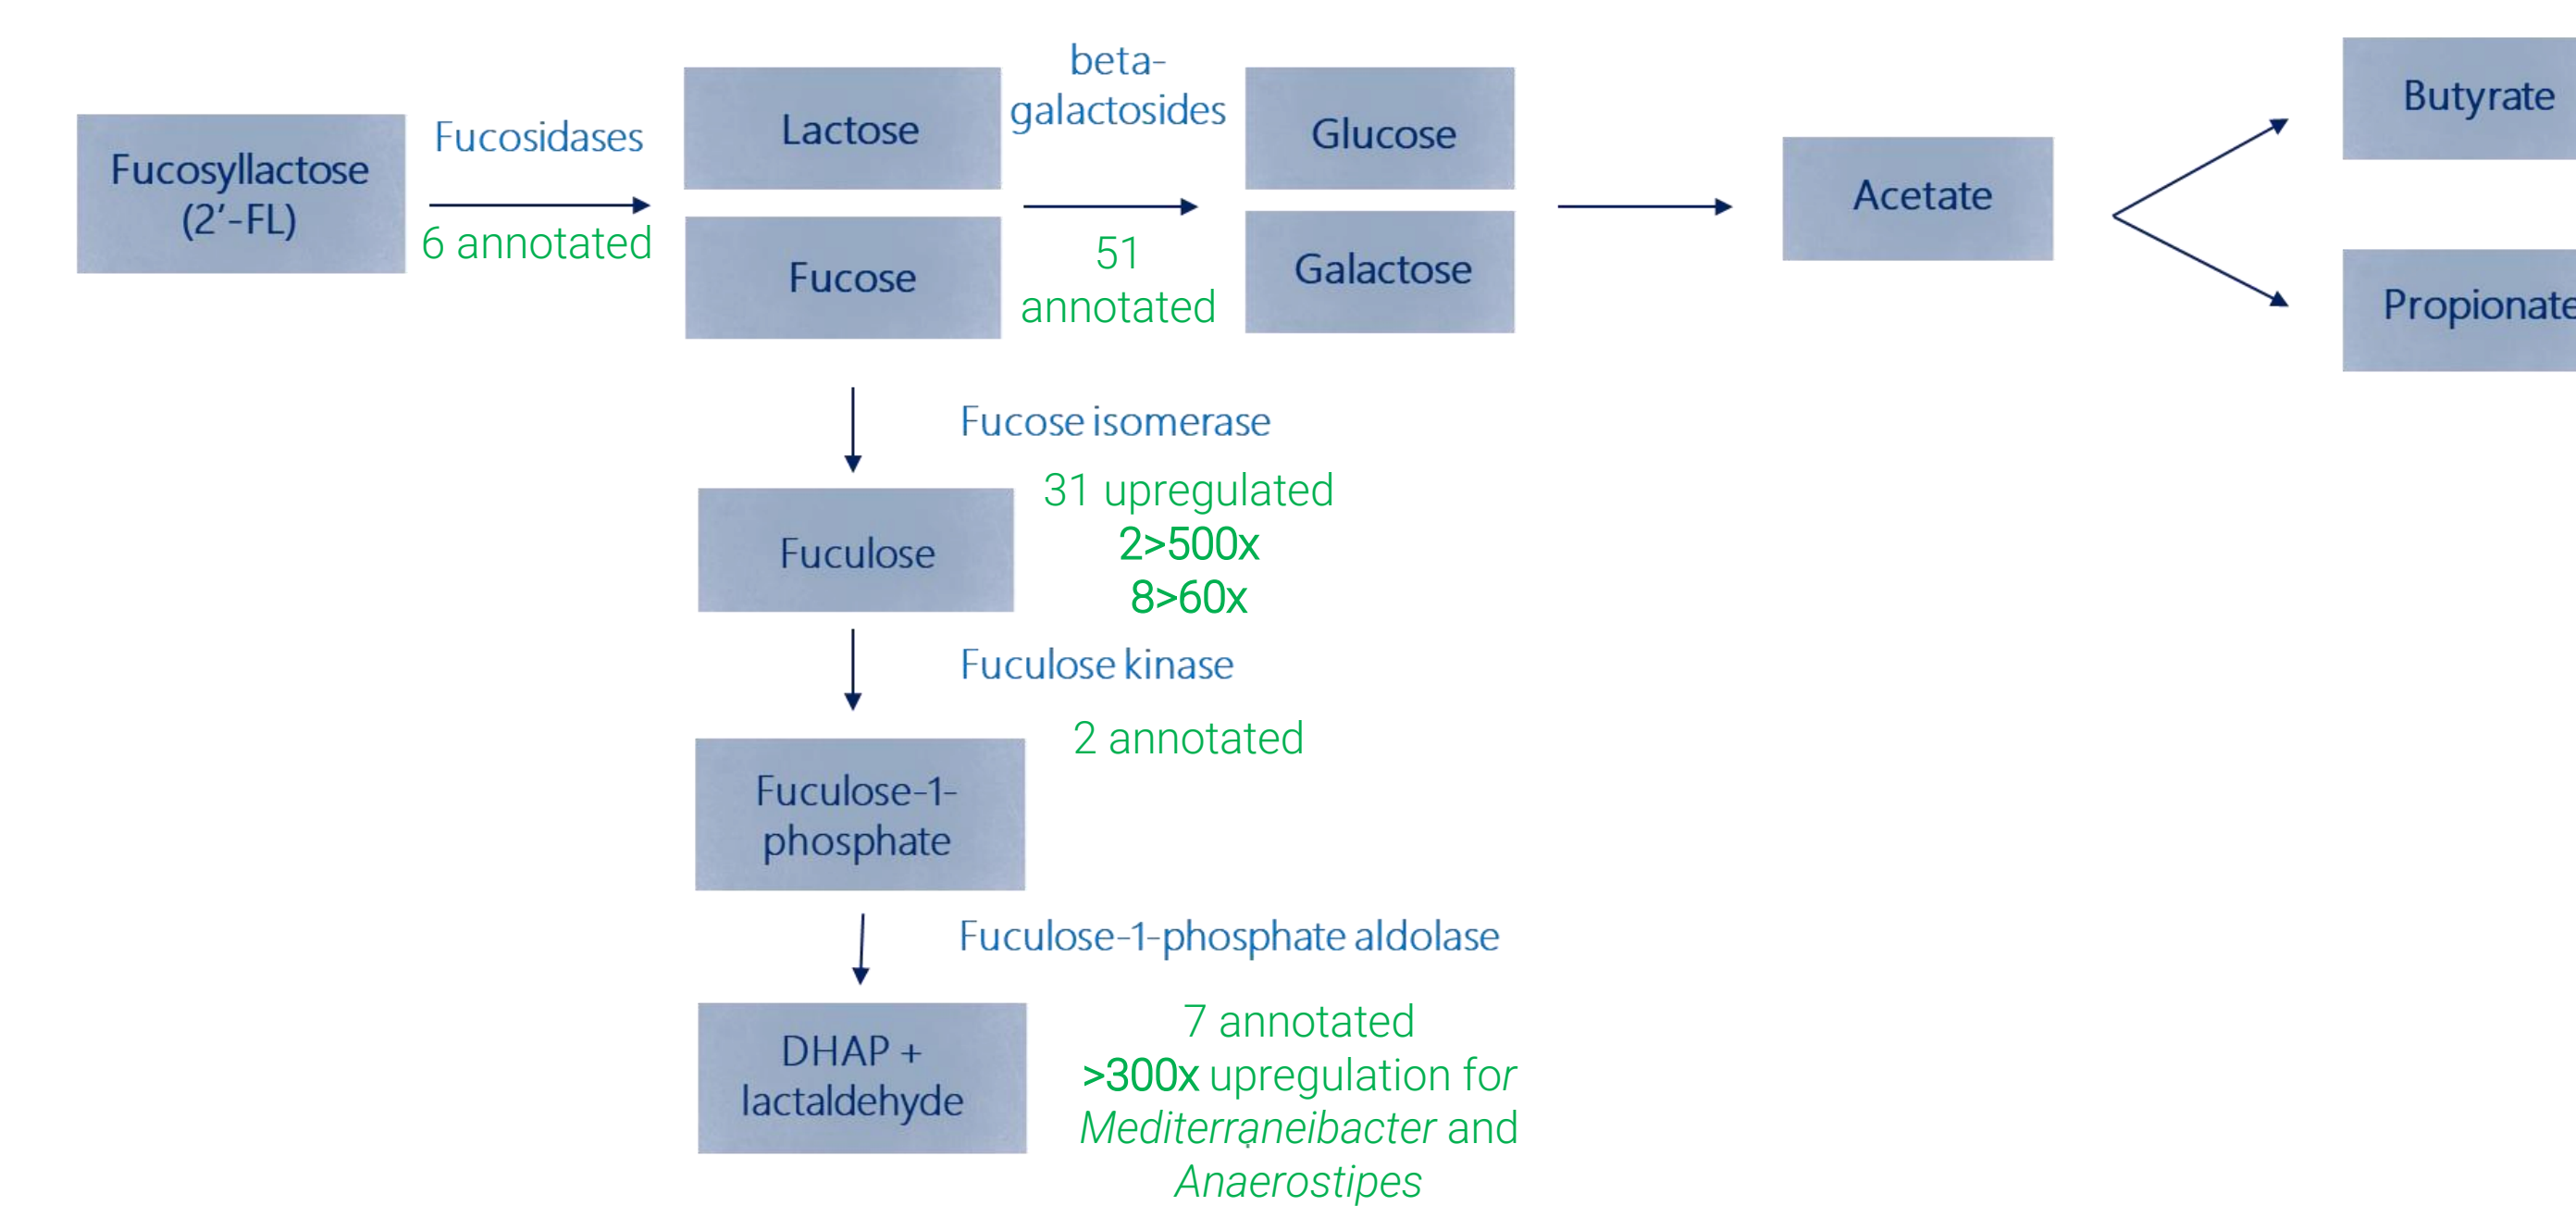 Fucosyllactose
(2’-FL)
Fucosidases
6 annotated
Lactose
Fucose
beta-
galactosides
51
annotated
Glucose
Galactose
Acetate
Butyrate
Propionate
Fucose isomerase
31 upregulated
2>500x
8>60x
Fuculose
Fuculose kinase
2 annotated
Fuculose-1-
phosphate
Fuculose-1-phosphate aldolase
7 annotated
>300x upregulation for
Mediterraneibacter and
Anaerostipes
DHAP +
lactaldehyde